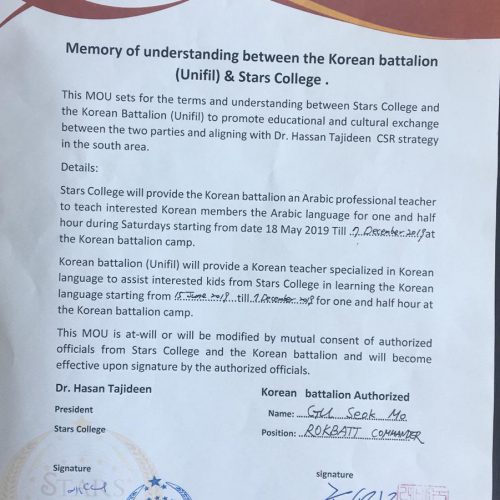 Memory of understanding between the Korean battalion
(Unifil) & Stars College .
This MOU sets for the terms and understanding between Stars College and
the Korean Battalion (Unifil) to promote educational and cultural exchange
between the two parties and aligning with Dr. Hassan Tajideen CSR strategy
in the south area.
Details:
Stars College will provide the Korean battalion an Arabic professional teacher
to teach interested Korean members the Arabic language for one and half
hour during Saturdays starting from date 18 May 2019 Till 7. December. 2019 at
the Korean battalion camp.
Korean battalion (Unifil) will provide a Korean teacher specialized in Korean
language to assist interested kids from Stars College in learning the Korean
language starting from 15 June 2019 ...till 7 December 2019 for one and half hour at
the Korean battalion camp.
This MOU is at-will or will be modified by mutual consent of authorized
officials from Stars College and the Korean battalion and will become
effective upon signature by the authorized officials.
Dr. Hasan Tajideen Korean battalion Authorized
President Name: Seok Mo
Stars College Position: ROKBATT COMMANDER
Signature signature
STARS